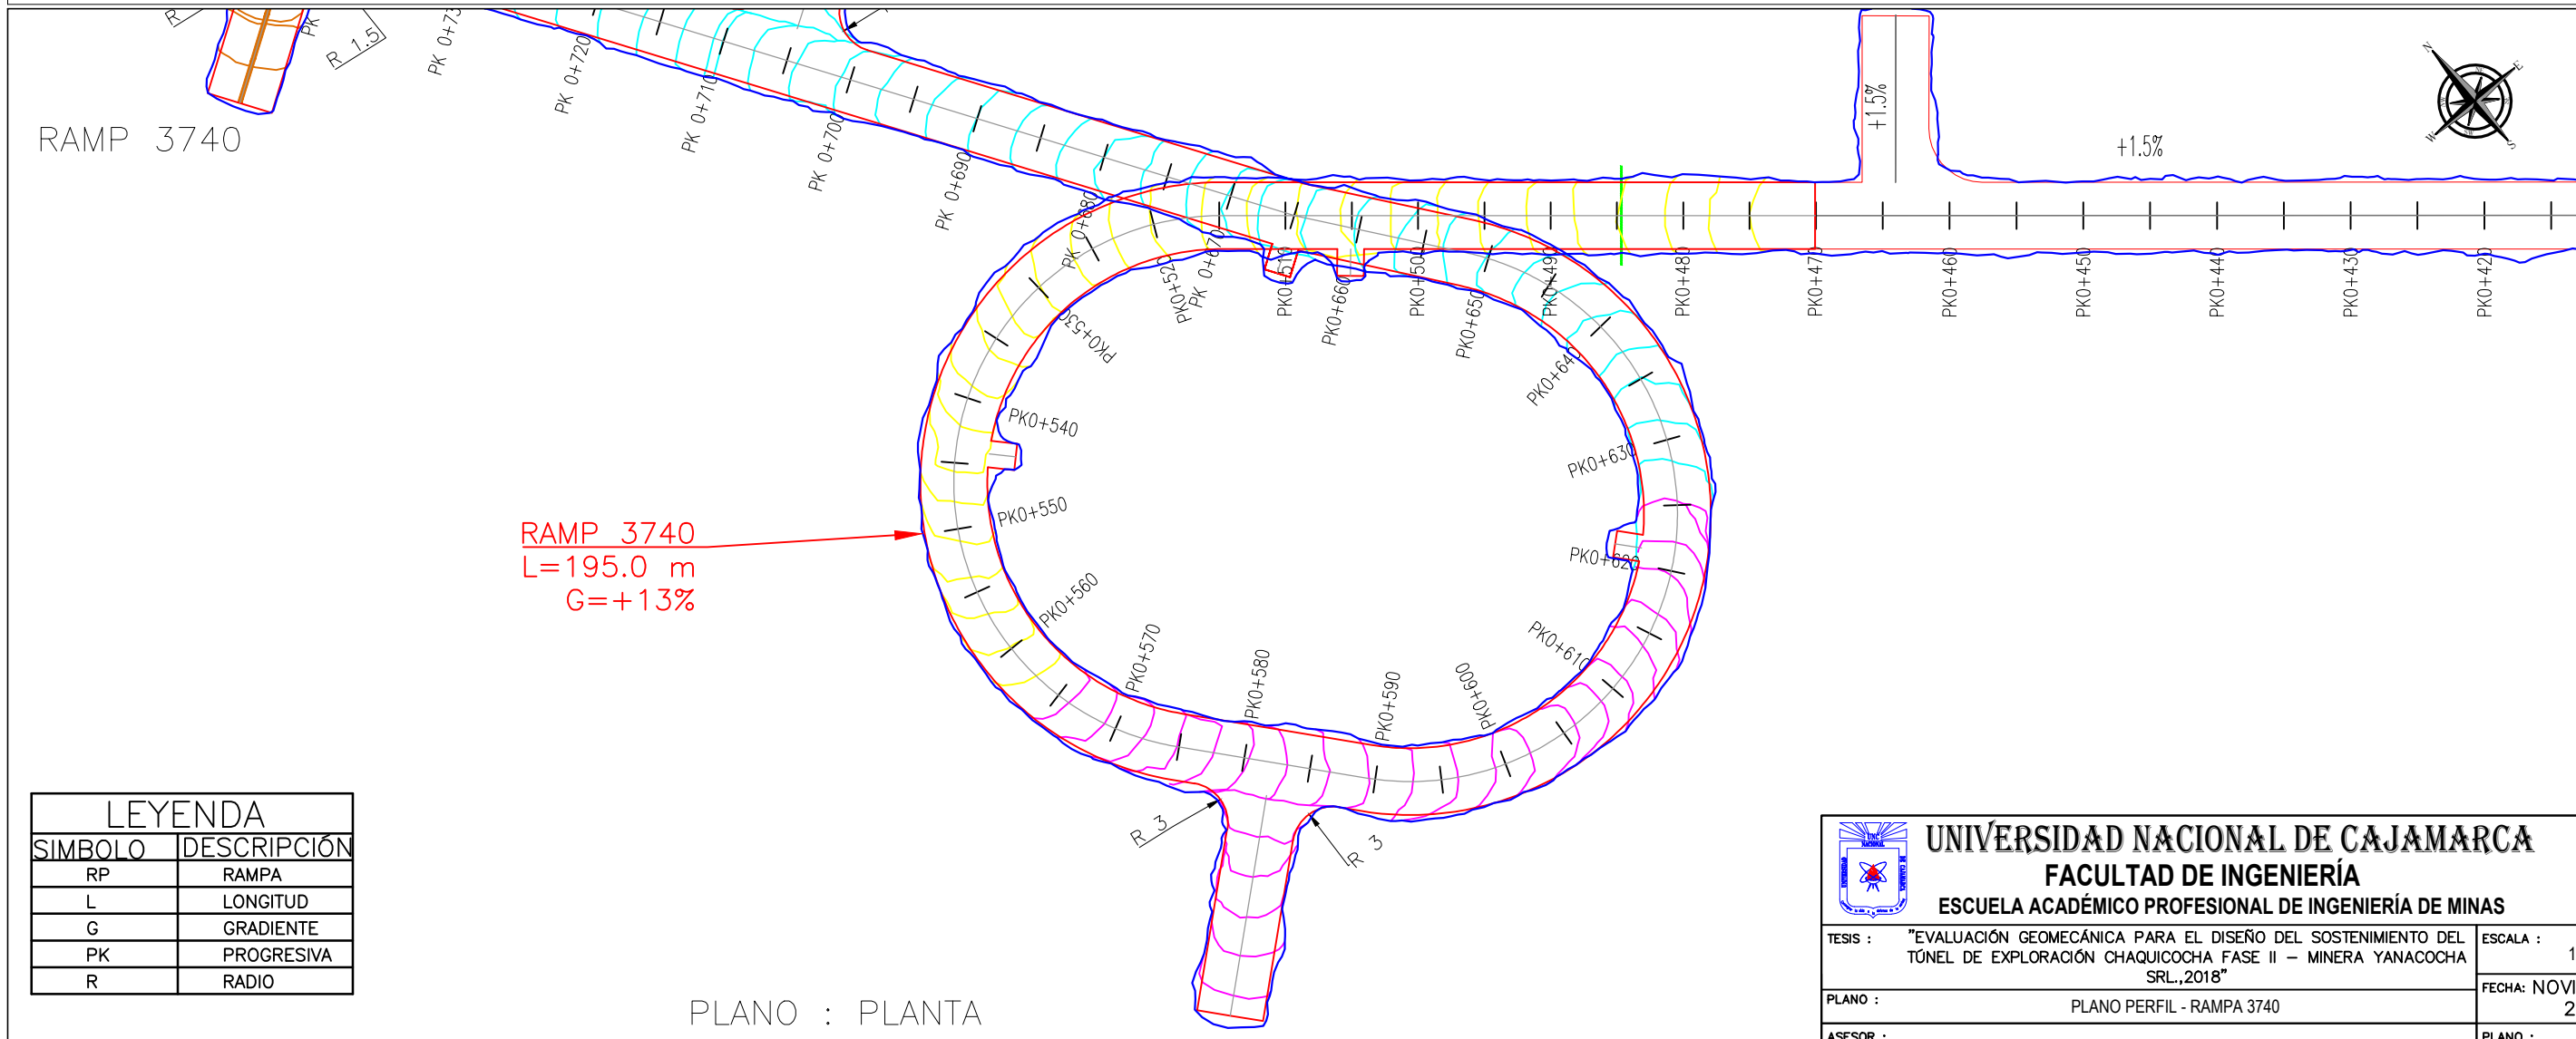 R 1.5
PK
PK 0+720
PK 0+710
PK 0+700
PK 0+690
PK 0+680
PK 0+670
RAMP 3740
+1.5%
+1.5%
N
E
W
S
PK0+520
PK0+510
PK0+660
PK0+500
PK0+650
PK0+490
PK0+480
PK0+470
PK0+460
PK0+450
PK0+440
PK0+430
PK0+420
PK0+530
PK0+640
PK0+540
PK0+630
PK0+550
PK0+620
RAMP 3740
L=195.0 m
G=+13%
PK0+560
PK0+570
PK0+580
PK0+590
PK0+600
PK0+610
R 3
R 3
LEYENDA
SIMBOLO DESCRIPCIÓN
RP RAMPA
L LONGITUD
G GRADIENTE
PK PROGRESIVA
R RADIO
PLANO : PLANTA
UNIVERSIDAD NACIONAL DE CAJAMARCA
FACULTAD DE INGENIERÍA
ESCUELA ACADÉMICO PROFESIONAL DE INGENIERÍA DE MINAS
TESIS : "EVALUACIÓN GEOMECÁNICA PARA EL DISEÑO DEL SOSTENIMIENTO DEL
TÚNEL DE EXPLORACIÓN CHAQUICOCHA FASE II – MINERA YANACOCHA
SRL.,2018"
ESCALA :
1
PLANO : PLANO PERFIL - RAMPA 3740
FECHA: NOVI
2
ASESOR :
PLANO :